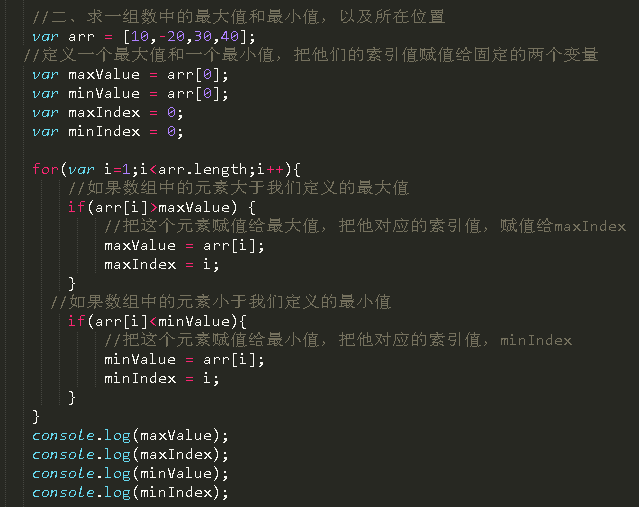 //二、求一组数中的最大值和最小值，以及所在位置
var arr = [10,-20,30,40];
//定义一个最大值和一个最小值，把他们的索引值赋值给固定的两个变量
var maxValue = arr[0];
var minValue = arr[0];
var maxIndex = 0;
var minIndex = 0;
for(var i=1;i<arr.length;i++){
//如果数组中的元素大于我们定义的最大值
if(arr[i]>maxValue) {
//把这个元素赋值给最大值，把他对应的索引值，赋值给maxIndex
maxValue = arr[i];
maxIndex = i;
}
//如果数组中的元素小于我们定义的最小值
if(arr[i]<minValue){
//把这个元素赋值给最小值，把他对应的索引值，minIndex
minValue = arr[i];
minIndex = i;
}
}
console.log(maxValue);
console.log(maxIndex);
console.log(minValue);
console.log(minIndex);